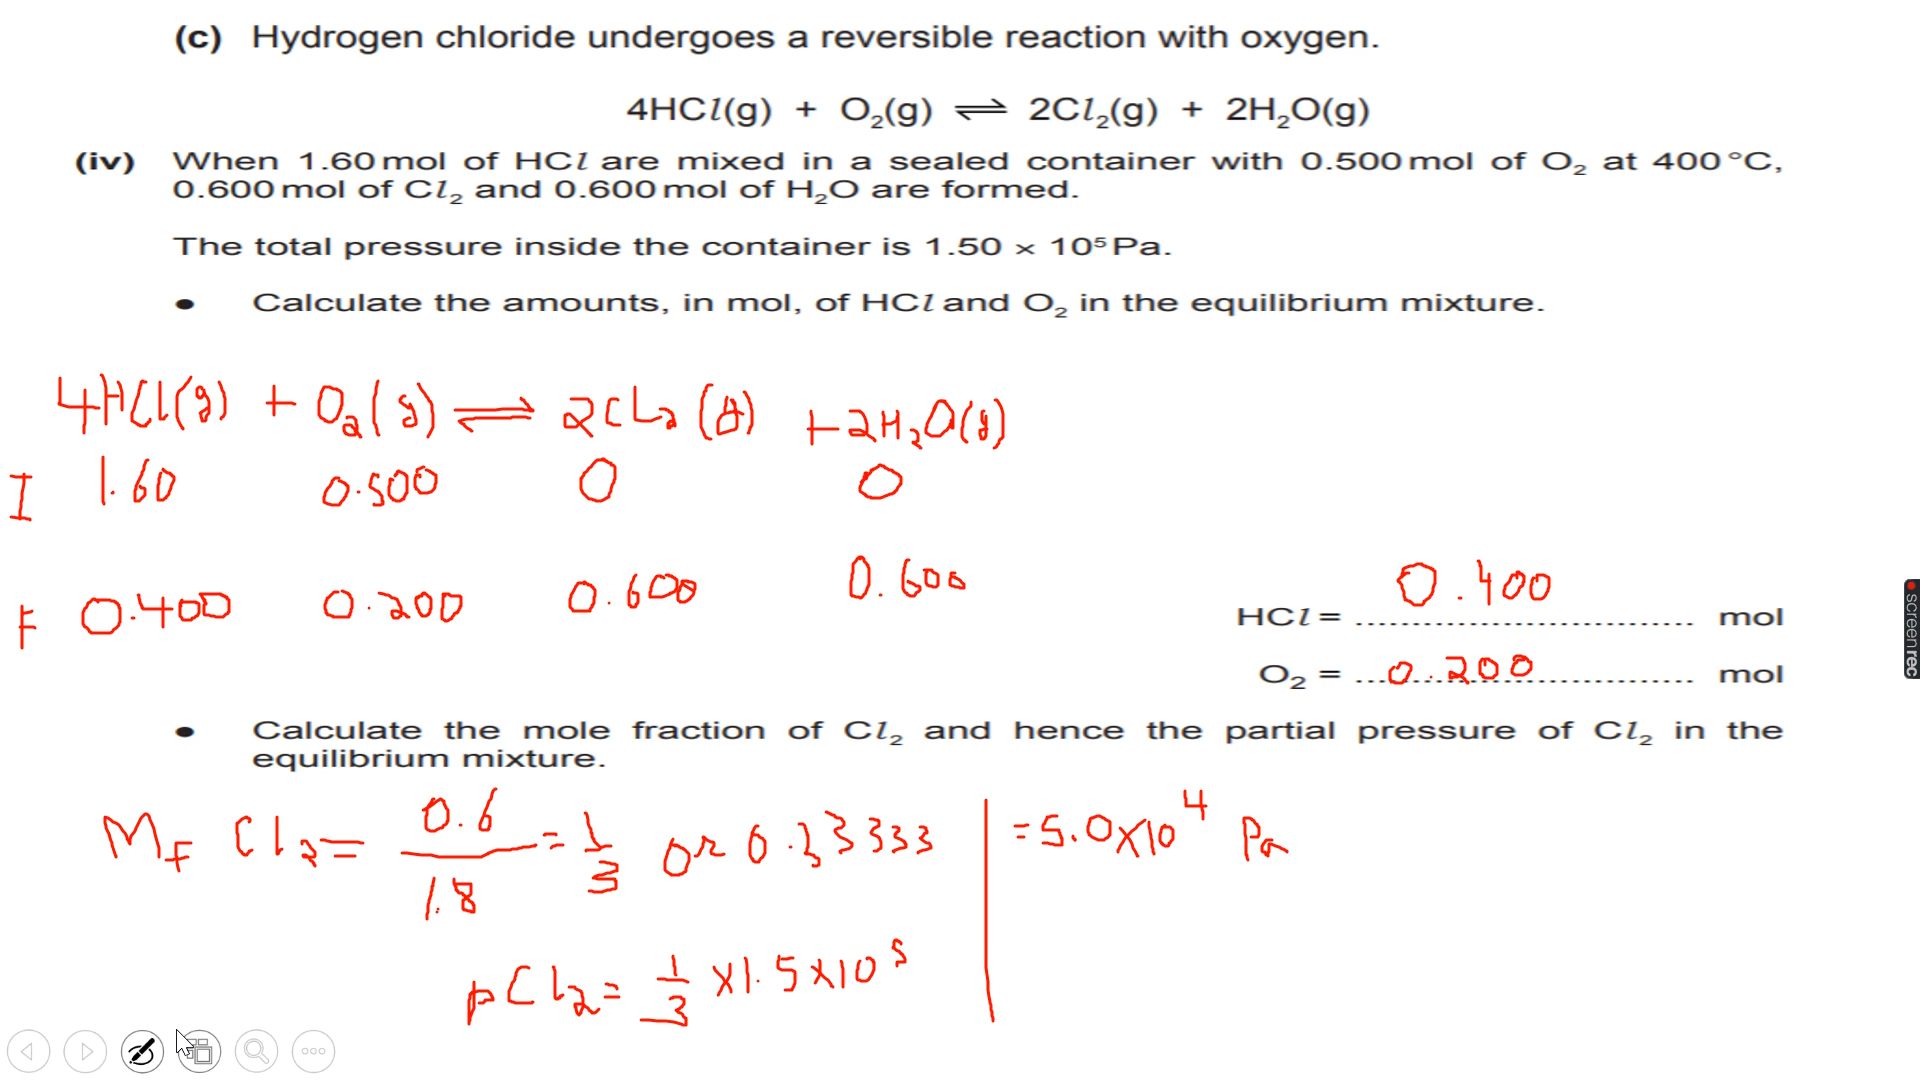 (c) Hydrogen chloride undergoes a reversible reaction with oxygen.
4HCl(g) + O₂(g) ⇌ 2Cl₂(g) + 2H₂O(g)
(iv) When 1.60 mol of HCl are mixed in a sealed container with 0.500 mol of O₂ at 400 °C,
0.600 mol of Cl₂ and 0.600 mol of H₂O are formed.
The total pressure inside the container is 1.50 × 10⁵ Pa.
• Calculate the amounts, in mol, of HCl and O₂ in the equilibrium mixture.
4HCl(g) + O₂(g) ⇌ 2Cl₂(g) + 2H₂O(g)
I 1.60 0.500 0 0
F 0.400 0.200 0.600 0.600
HCl = 0.400 mol
O₂ = 0.200 mol
• Calculate the mole fraction of Cl₂ and hence the partial pressure of Cl₂ in the
equilibrium mixture.
MF Cl₂ = 0.6/1.8 = 1/3 or 0.33333
pCl₂ = 1/3 × 1.5 × 10⁵
= 5.0 × 10⁴ Pa
screenrec